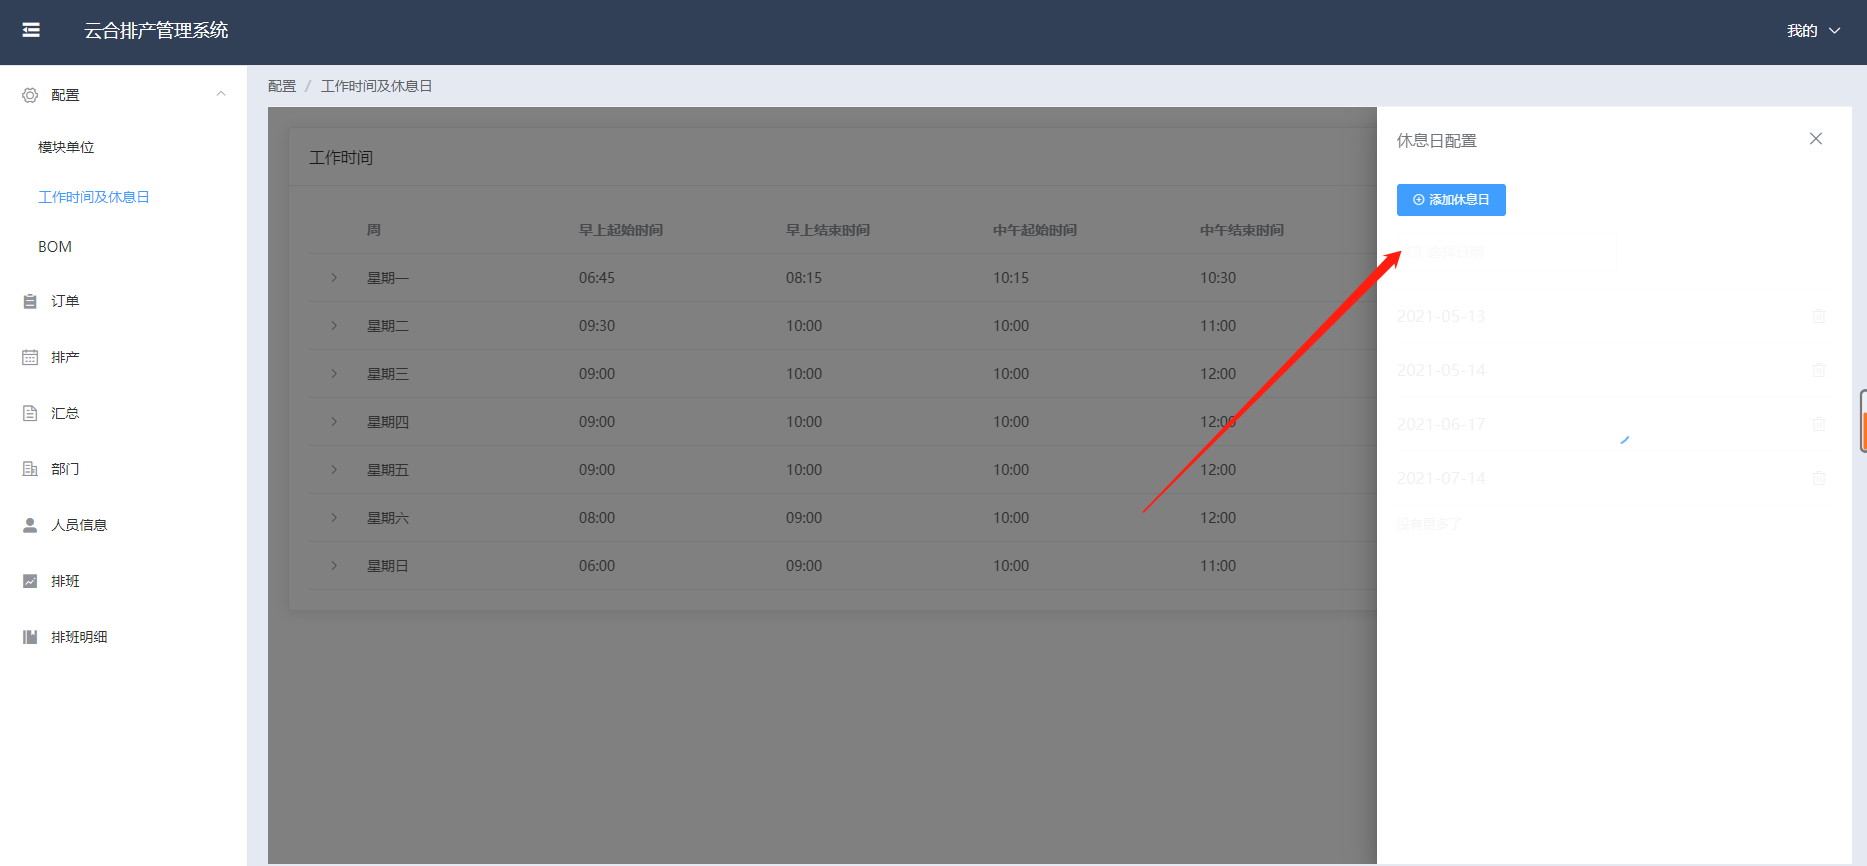 云合排产管理系统
我的
配置
模块单位
工作时间及休息日
BOM
订单
排产
汇总
部门
人员信息
排班
排班明细
配置 / 工作时间及休息日
工作时间
周 早上起始时间 早上结束时间 中午起始时间 中午结束时间
星期一 06:45 08:15 10:15 10:30
星期二 09:30 10:00 10:00 11:00
星期三 09:00 10:00 10:00 12:00
星期四 09:00 10:00 10:00 12:00
星期五 09:00 10:00 10:00 12:00
星期六 08:00 09:00 10:00 12:00
星期日 06:00 09:00 10:00 11:00
休息日配置
添加休息日
选择日期
2021-05-13
2021-05-14
2021-06-17
2021-07-14
没有更多了